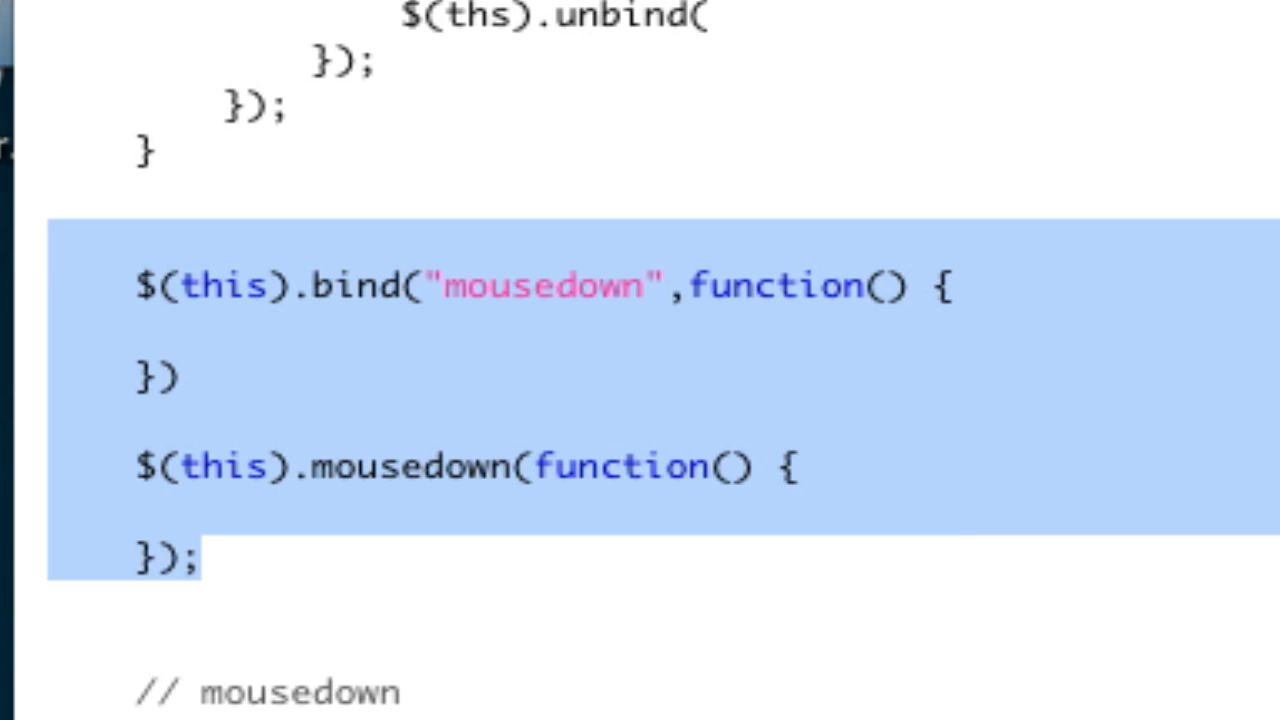 $(ths).unbind(
});
});
}
$(this).bind("mousedown",function() {
})
$(this).mousedown(function() {
});
// mousedown